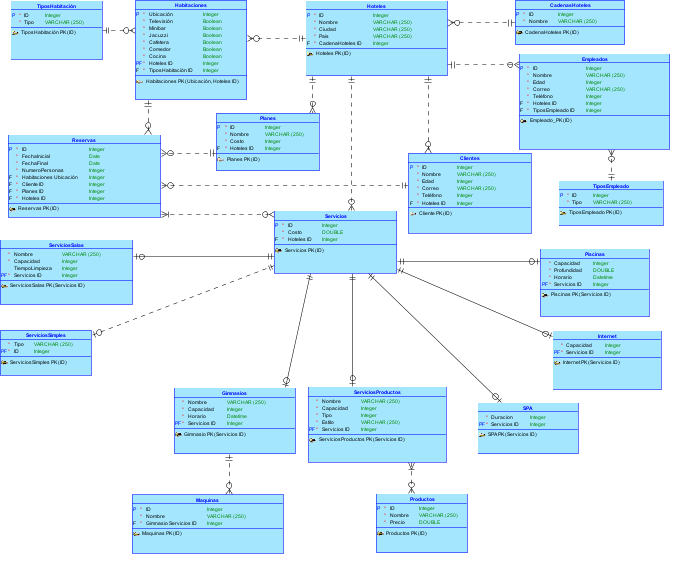 TiposHabitación
P * ID Integer
* Tipo VARCHAR (250)
TiposHabitación PK(ID)
Habitaciones
P * Ubicación Integer
* Televisión Boolean
* Minibar Boolean
* Jacuzzi Boolean
* Cafetera Boolean
* Comedor Boolean
* Cocina Boolean
PF* Hoteles ID Integer
F * TiposHabitación ID Integer
Habitaciones PK(Ubicación, Hoteles ID)
Hoteles
P * ID Integer
* Nombre VARCHAR (250)
* Ciudad VARCHAR (250)
* Pais VARCHAR (250)
F * CadenaHoteles ID Integer
Hoteles PK(ID)
CadenasHoteles
P * ID Integer
* Nombre VARCHAR (250)
CadenaHoteles PK(ID)
Empleados
P * ID Integer
* Nombre VARCHAR (250)
* Edad Integer
* Correo VARCHAR (250)
* Teléfono Integer
F * Hoteles ID Integer
F * TiposEmpleado ID Integer
Empleado_PK(ID)
Planes
P * ID Integer
* Nombre VARCHAR (250)
* Costo Integer
F * Hoteles ID Integer
Planes PK(ID)
Reservas
P * ID Integer
* FechaInicial Date
* FechaFinal Date
* NumeroPersonas Integer
F * Habitaciones Ubicación Integer
F * Cliente ID Integer
F * Planes ID Integer
F * Hoteles ID Integer
Reservas PK(ID)
Clientes
P * ID Integer
* Nombre VARCHAR (250)
* Edad Integer
* Correo VARCHAR (250)
* Teléfono Integer
F * Hoteles ID Integer
Cliente PK(ID)
TiposEmpleado
P * ID Integer
* Tipo VARCHAR (250)
TiposEmpleado PK(ID)
Servicios
P * ID Integer
* Costo DOUBLE
F * Hoteles ID Integer
Servicios PK(ID)
ServiciosSalas
* Nombre VARCHAR (250)
* Capacidad Integer
* TiempoLimpieza Integer
PF* Servicios ID Integer
ServiciosSalas PK(Servicios ID)
Piscinas
* Capacidad Integer
* Profundidad DOUBLE
* Horario Datetime
PF* Servicios ID Integer
Piscinas PK(Servicios ID)
ServiciosSimples
* Tipo VARCHAR (250)
PF* ID Integer
ServiciosSimples PK(ID)
Internet
* Capacidad Integer
PF* Servicios ID Integer
Internet PK(Servicios ID)
Gimnasios
* Nombre VARCHAR (250)
* Capacidad Integer
* Horario Datetime
PF* Servicios ID Integer
Gimnasio PK(Servicios ID)
ServiciosProductos
* Nombre VARCHAR (250)
* Capacidad Integer
* Tipo Integer
* Estilo VARCHAR (250)
PF* Servicios ID Integer
ServiciosProductos PK(Servicios ID)
SPA
* Duracion Integer
PF* Servicios ID Integer
SPA PK(Servicios ID)
Maquinas
P * ID Integer
* Nombre VARCHAR (250)
F * Gimnasio Servicios ID Integer
Maquinas PK(ID)
Productos
P * ID Integer
* Nombre VARCHAR (250)
* Precio DOUBLE
Productos PK(ID)